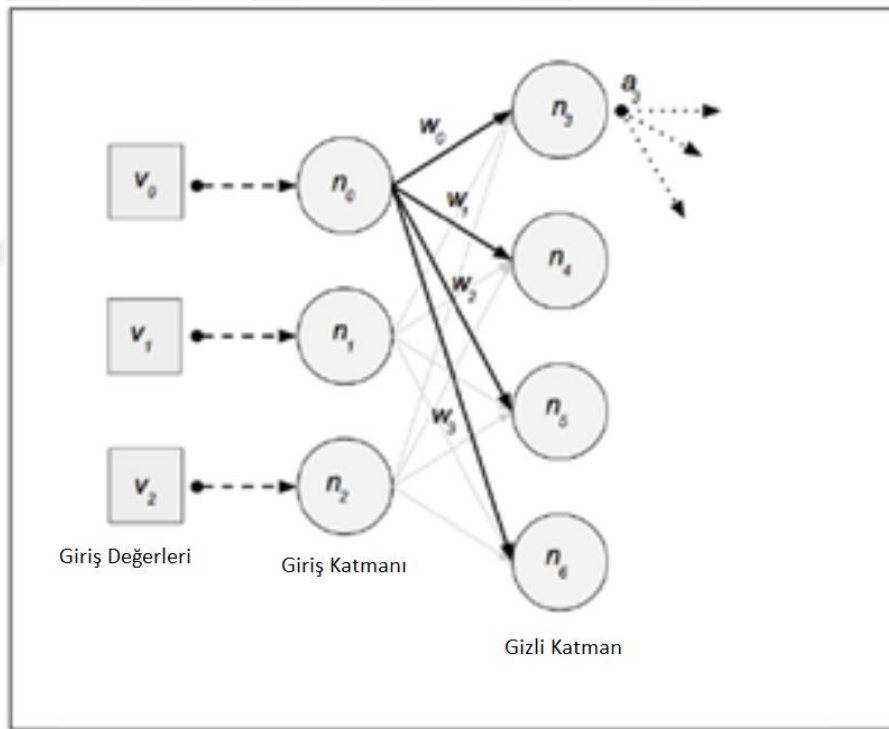 v₀
v₁
v₂
Giriş Değerleri
n₀
n₁
n₂
Giriş Katmanı
w₀
w₁
w₂
w₃
n₃
a₃
n₄
n₅
n₆
Gizli Katman